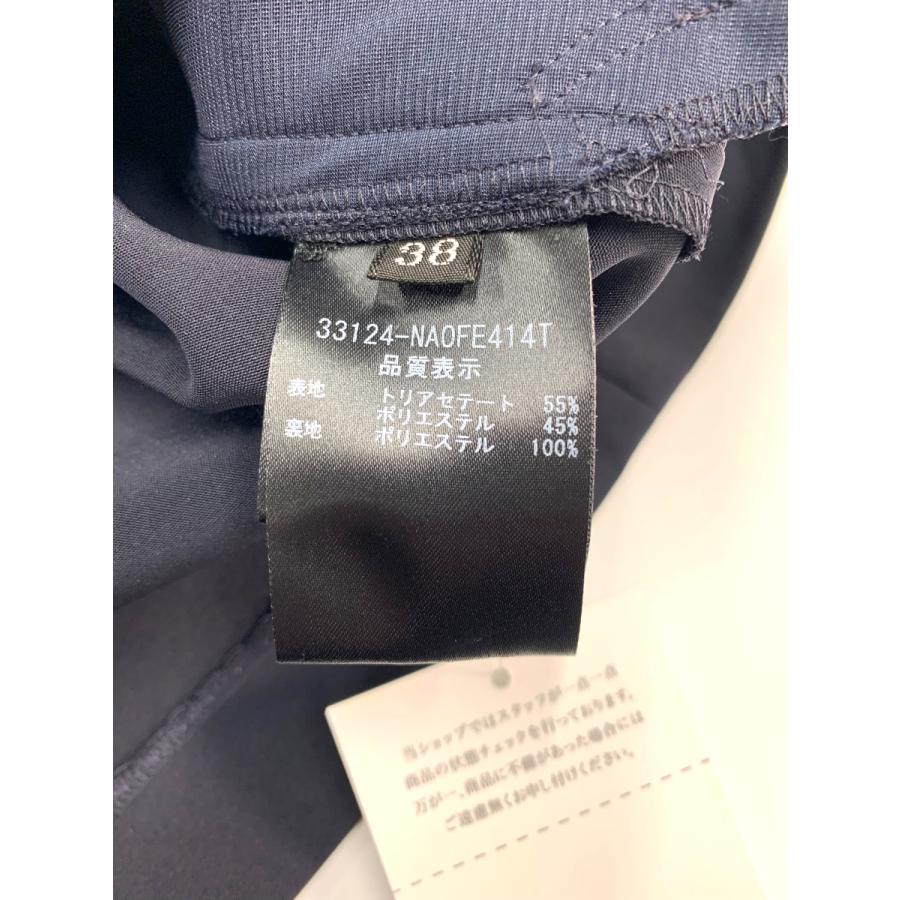 38
33124-NA0FE414T
品質表示
表地 トリアセテート 55%
ポリエステル 45%
裏地 ポリエステル 100%
当ショップではスタッフが一点一点
商品の状態チェックを行っております。
万が一、商品に不備があった場合には
ご遠慮無くお申し付けください。